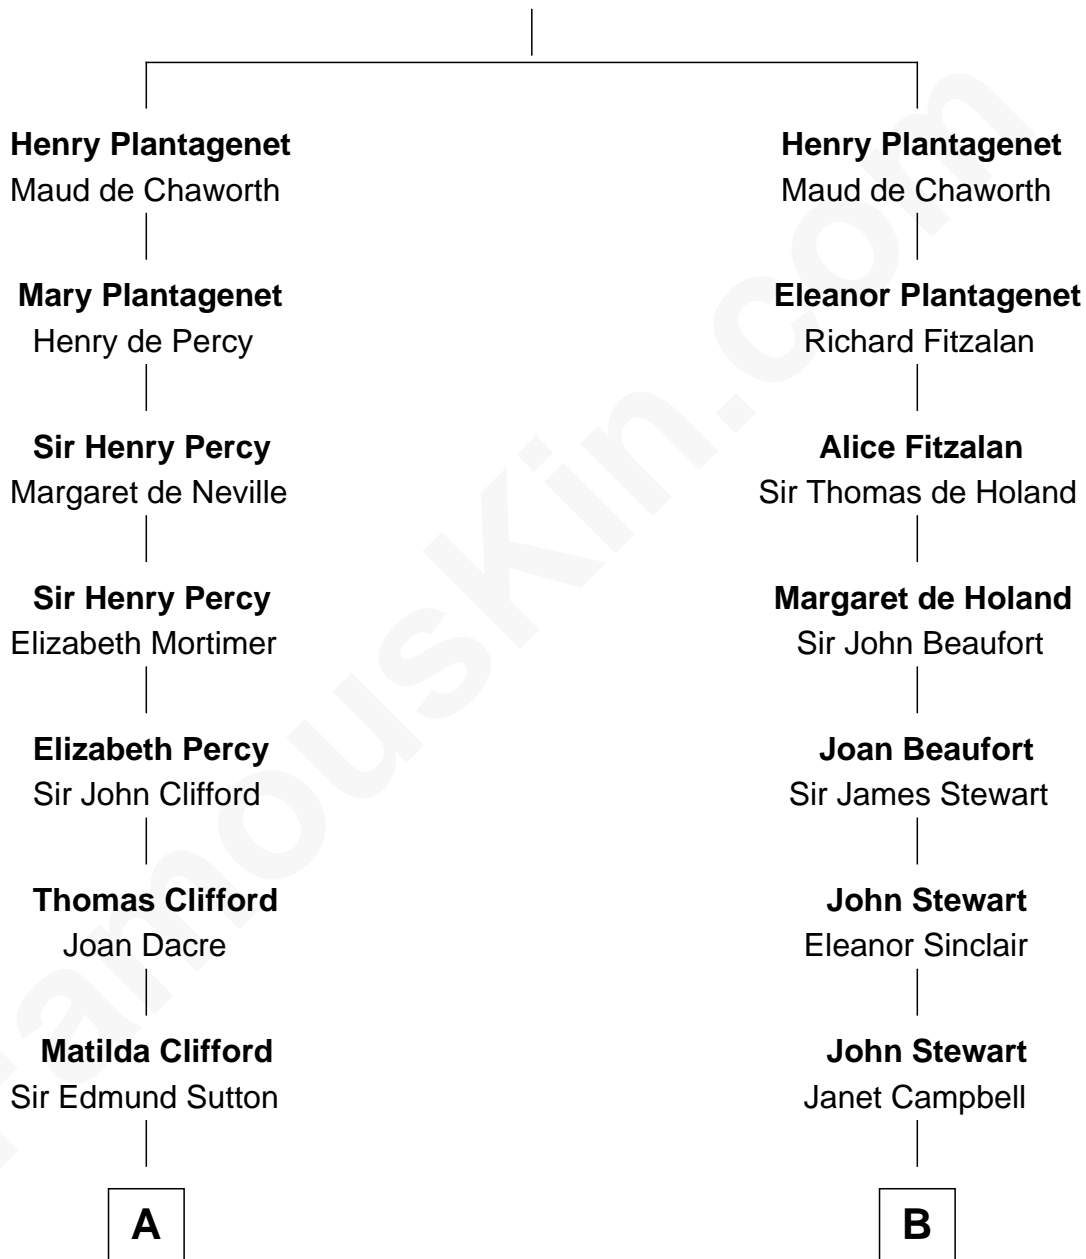 Henry Plantagenet
Maud de Chaworth
Mary Plantagenet
Henry de Percy
Sir Henry Percy
Margaret de Neville
Sir Henry Percy
Elizabeth Mortimer
Elizabeth Percy
Sir John Clifford
Thomas Clifford
Joan Dacre
Matilda Clifford
Sir Edmund Sutton
A
Henry Plantagenet
Maud de Chaworth
Eleanor Plantagenet
Richard Fitzalan
Alice Fitzalan
Sir Thomas de Holand
Margaret de Holand
Sir John Beaufort
Joan Beaufort
Sir James Stewart
John Stewart
Eleanor Sinclair
John Stewart
Janet Campbell
B
FamousKin.com